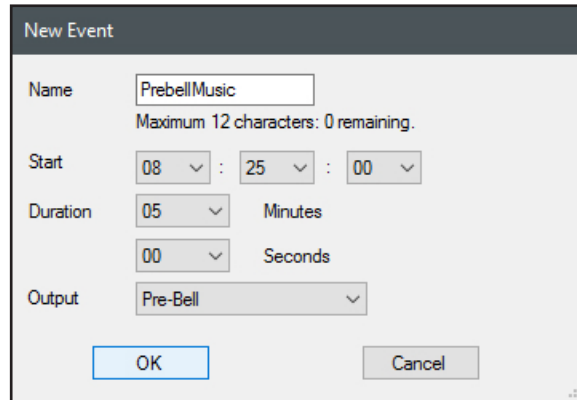 New Event
Name PrebellMusic
Maximum 12 characters: 0 remaining.
Start 08 : 25 : 00
Duration 05 Minutes
00 Seconds
Output Pre-Bell
OK Cancel